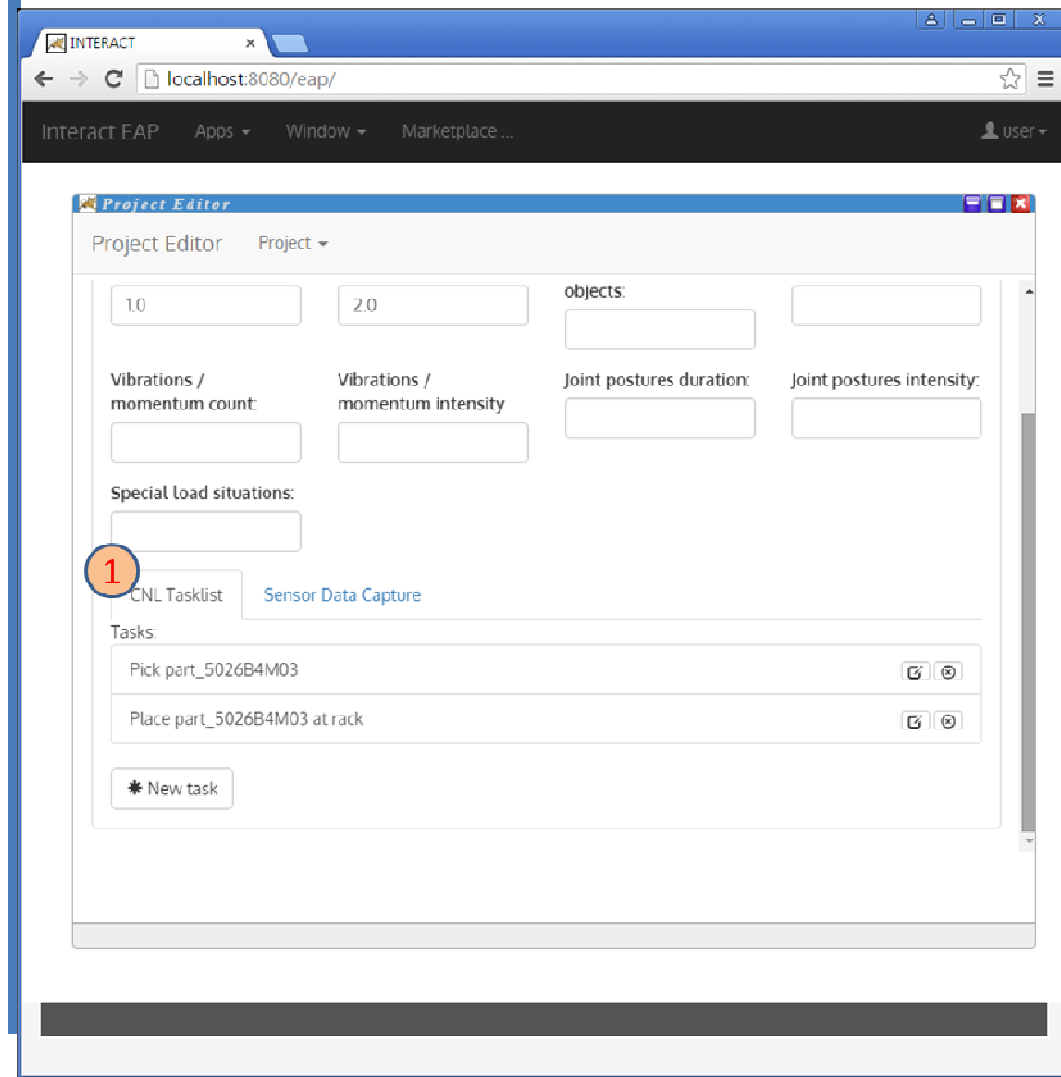 INTERACT
localhost:8080/eap/
Interact EAP Apps Window Marketplace ... user
Project Editor
Project Editor Project
objects:
1.0 2.0
Vibrations / momentum count:
Vibrations / momentum intensity
Joint postures duration:
Joint postures intensity:
Special load situations:
1
CNL Tasklist Sensor Data Capture
Tasks:
Pick part_5026B4M03
Place part_5026B4M03 at rack
New task